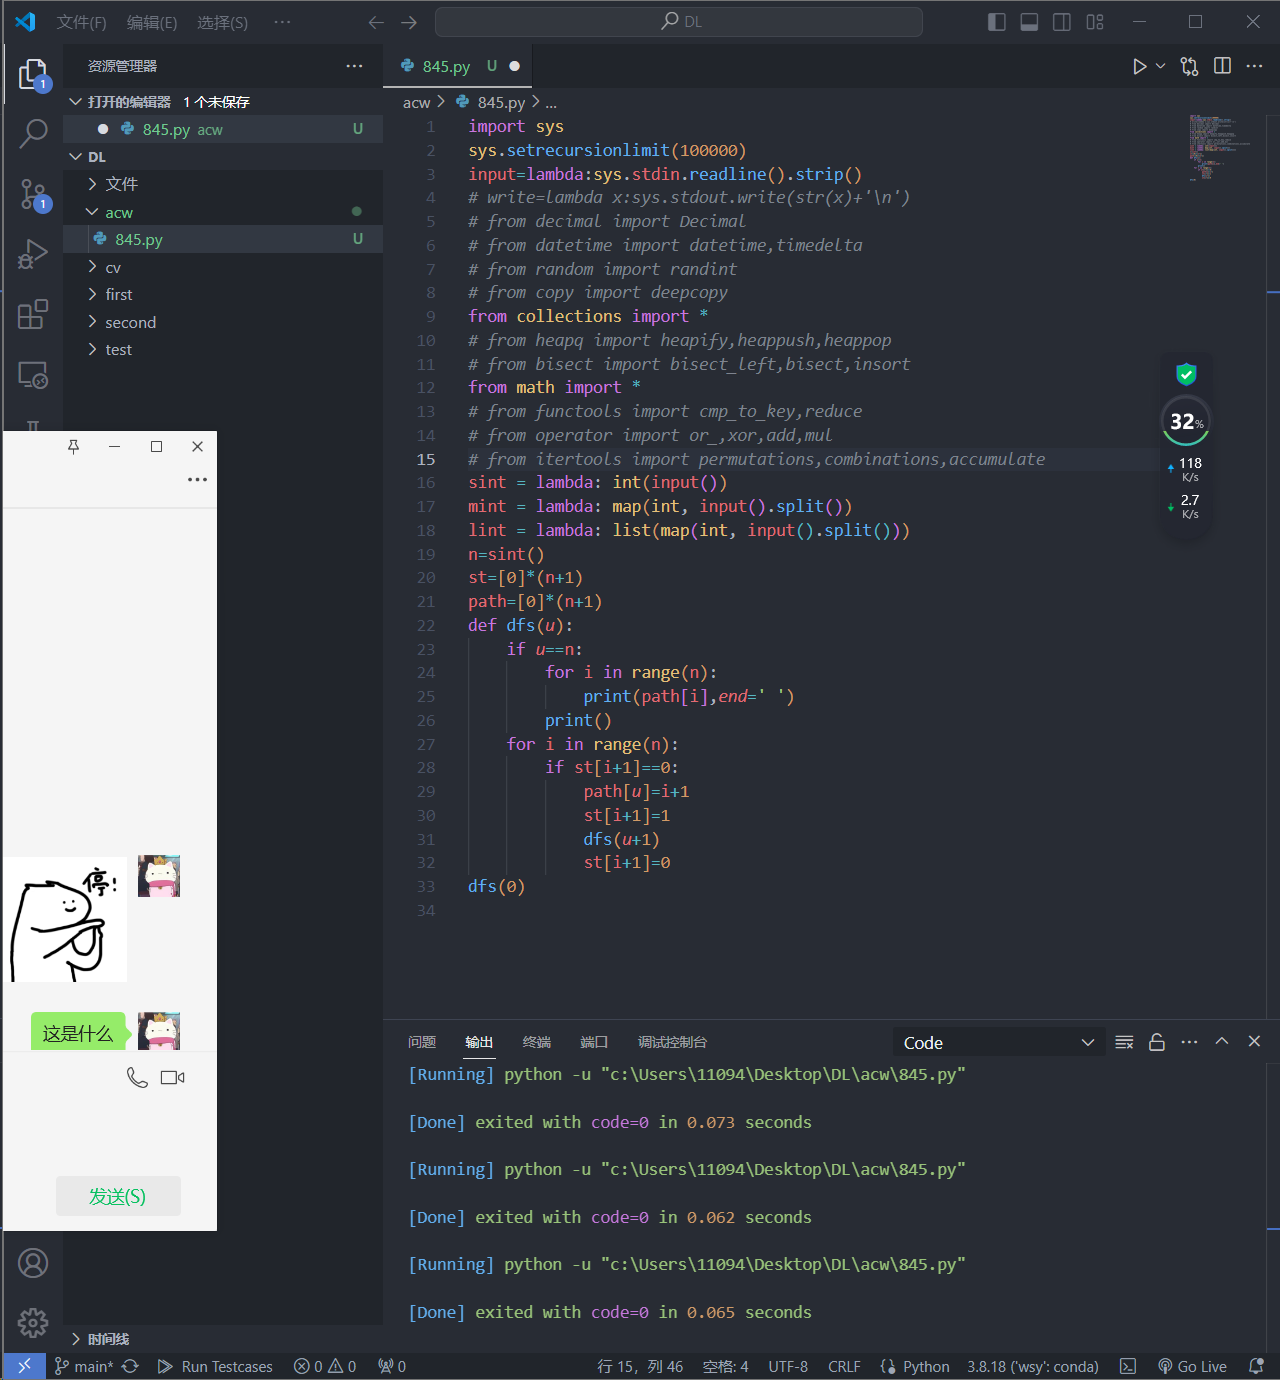 文件(F) 编辑(E) 选择(S) ··· DL
资源管理器 ···
打开的编辑器 1 个未保存
845.py acw U
DL
文件
acw
845.py U
cv
first
second
test
1
1
845.py U
acw > 845.py > ...
1 import sys
2 sys.setrecursionlimit(100000)
3 input=lambda:sys.stdin.readline().strip()
4 # write=lambda x:sys.stdout.write(str(x)+'\n')
5 # from decimal import Decimal
6 # from datetime import datetime,timedelta
7 # from random import randint
8 # from copy import deepcopy
9 from collections import *
10 # from heapq import heapify,heappush,heappop
11 # from bisect import bisect_left,bisect,insort
12 from math import *
13 # from functools import cmp_to_key,reduce
14 # from operator import or_,xor,add,mul
15 # from itertools import permutations,combinations,accumulate
16 sint = lambda: int(input())
17 mint = lambda: map(int, input().split())
18 lint = lambda: list(map(int, input().split()))
19 n=sint()
20 st=[0]*(n+1)
21 path=[0]*(n+1)
22 def dfs(u):
23     if u==n:
24         for i in range(n):
25             print(path[i],end=' ')
26         print()
27     for i in range(n):
28         if st[i+1]==0:
29             path[u]=i+1
30             st[i+1]=1
31             dfs(u+1)
32             st[i+1]=0
33 dfs(0)
34
32%
118
K/s
2.7
K/s
停!
这是什么
发送(S)
问题 输出 终端 端口 调试控制台 Code
[Running] python -u "c:\Users\11094\Desktop\DL\acw\845.py"
[Done] exited with code=0 in 0.073 seconds
[Running] python -u "c:\Users\11094\Desktop\DL\acw\845.py"
[Done] exited with code=0 in 0.062 seconds
[Running] python -u "c:\Users\11094\Desktop\DL\acw\845.py"
[Done] exited with code=0 in 0.065 seconds
时间线
main* Run Testcases 0 0 0 行 15，列 46 空格: 4 UTF-8 CRLF Python 3.8.18 ('wsy': conda) Go Live